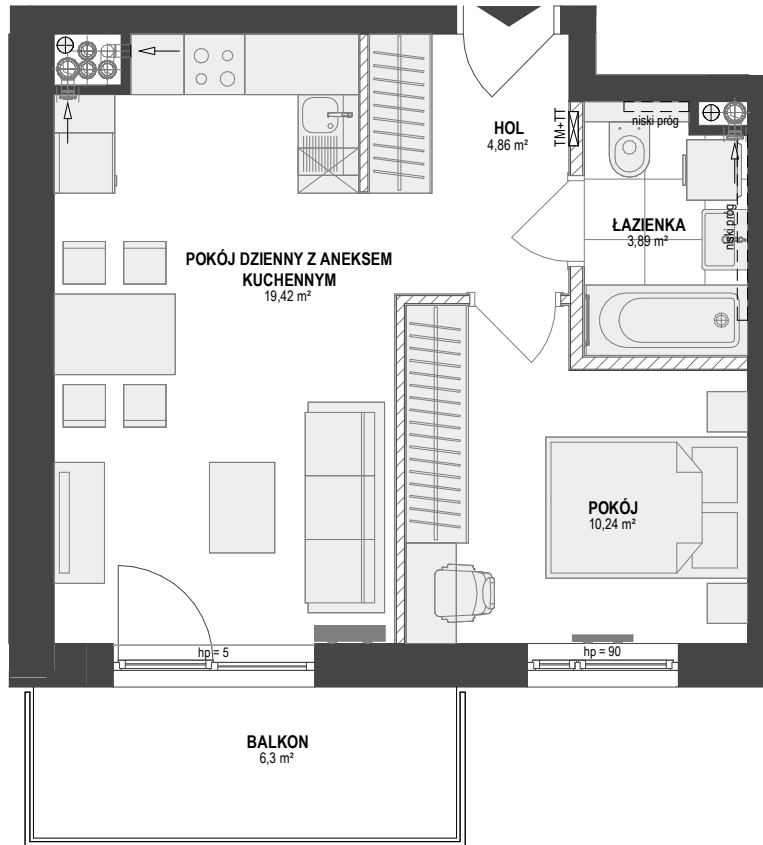 HOL
4,86 m²
TM+TT
niski próg
ŁAZIENKA
3,89 m²
niski próg
POKÓJ DZIENNY Z ANEKSEM
KUCHENNYM
19,42 m²
POKÓJ
10,24 m²
hp = 5
hp = 90
BALKON
6,3 m²